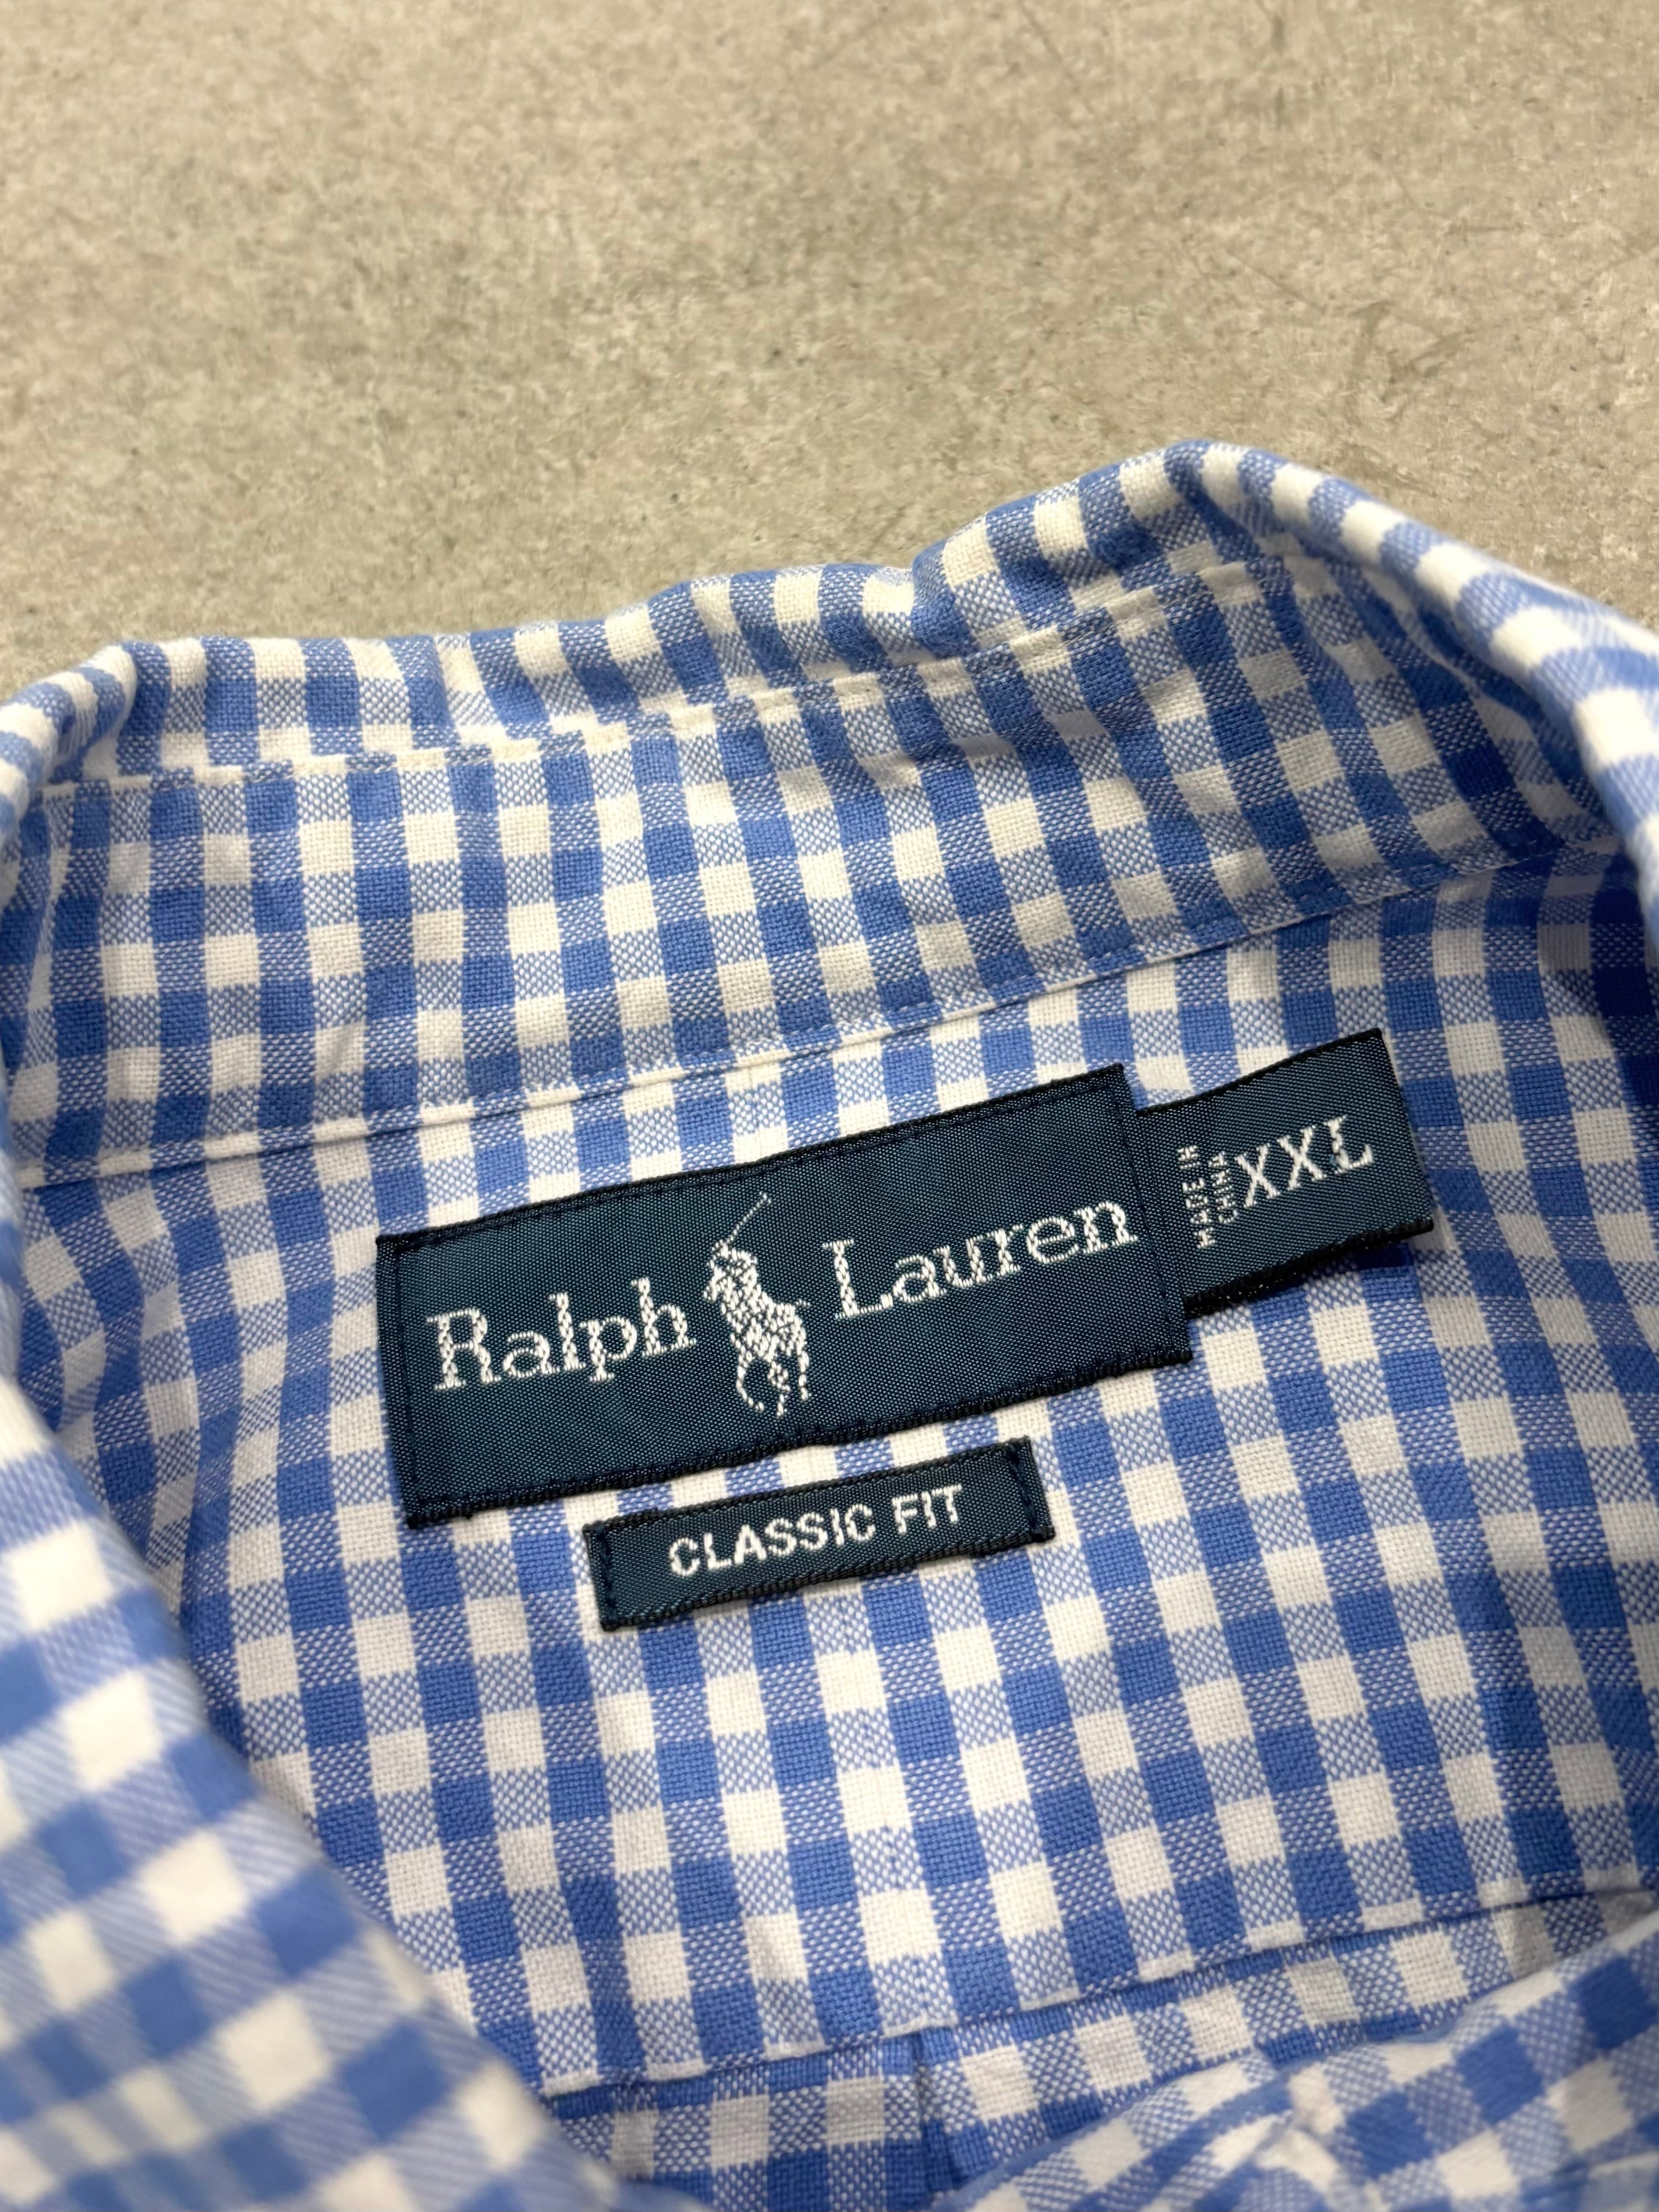 Ralph Lauren
MADE IN
CHINA
XXL
CLASSIC FIT